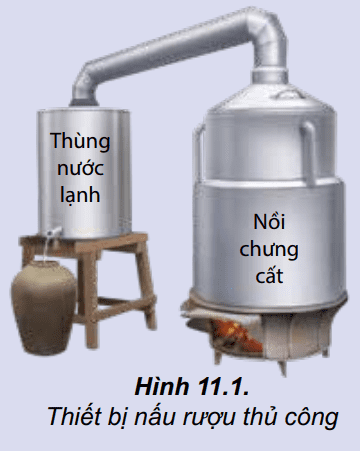 Thùng
nước
lạnh
Nồi
chưng
cất
Hình 11.1.
Thiết bị nấu rượu thủ công